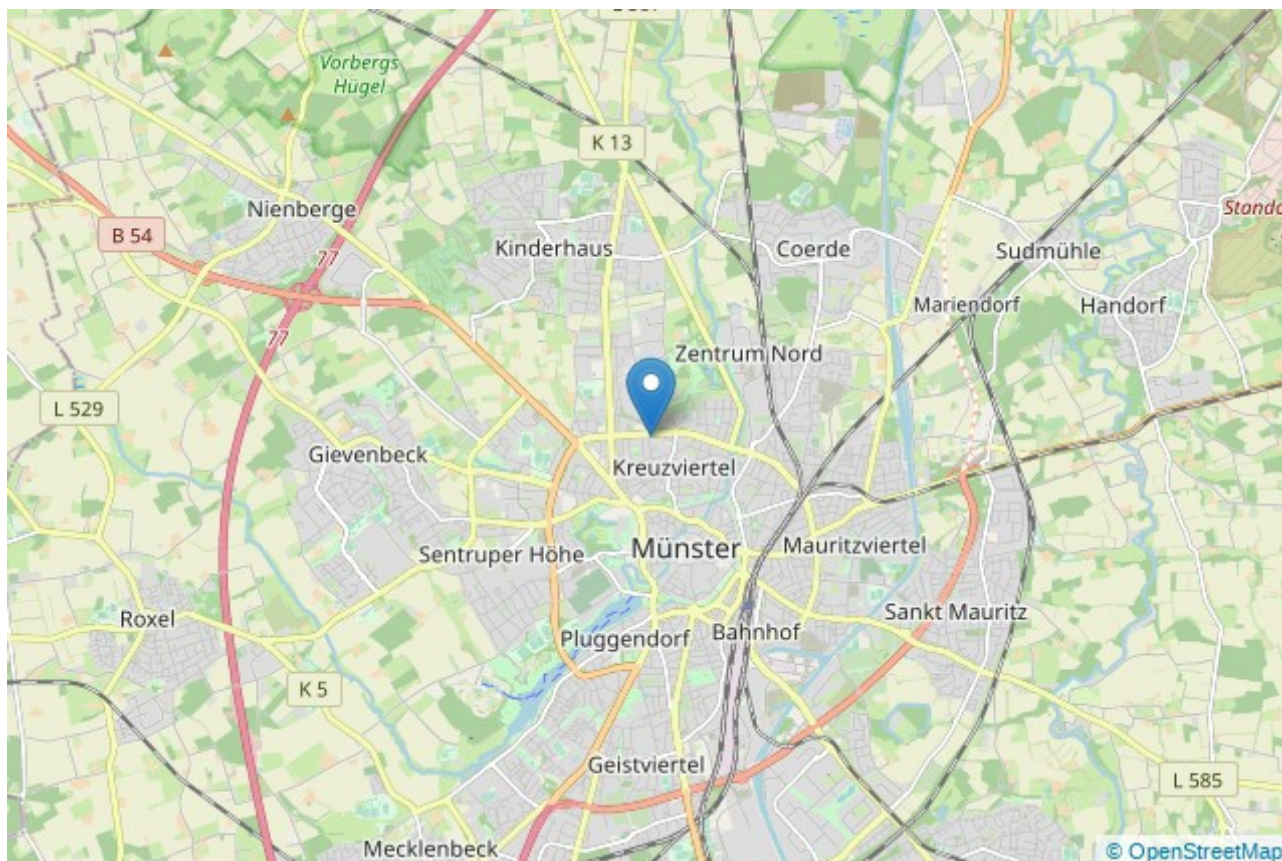 Vorbergs
Hügel
K 13
Nienberge
B 54
77
Kinderhaus
Coerde
Sudmühle
Mariendorf
Handorf
77
Zentrum Nord
L 529
Gievenbeck
Kreuzviertel
Sentruper Höhe
Münster
Mauritzviertel
Roxel
Sankt Mauritz
Pluggendorf
Bahnhof
K 5
Geistviertel
L 585
Mecklenbeck
© OpenStreetMap